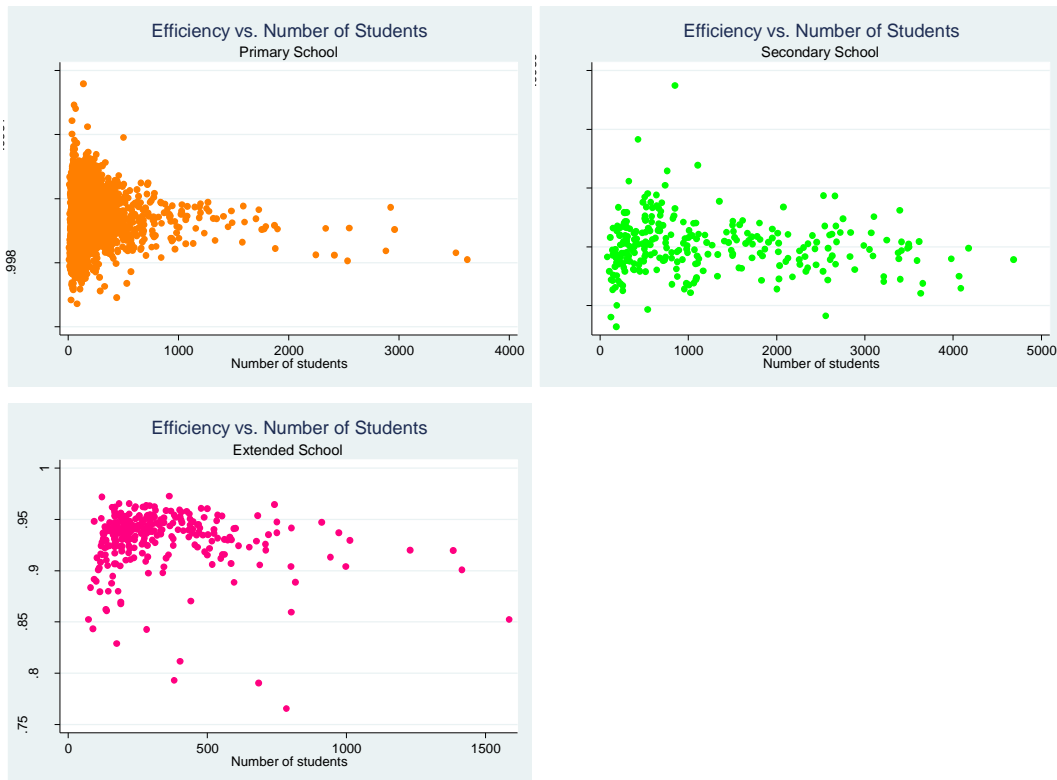 Efficiency vs. Number of Students
Primary School
.998
0 1000 2000 3000 4000
Number of students
Efficiency vs. Number of Students
Secondary School
0 1000 2000 3000 4000 5000
Number of students
Efficiency vs. Number of Students
Extended School
1
.95
.9
.85
.8
.75
0 500 1000 1500
Number of students